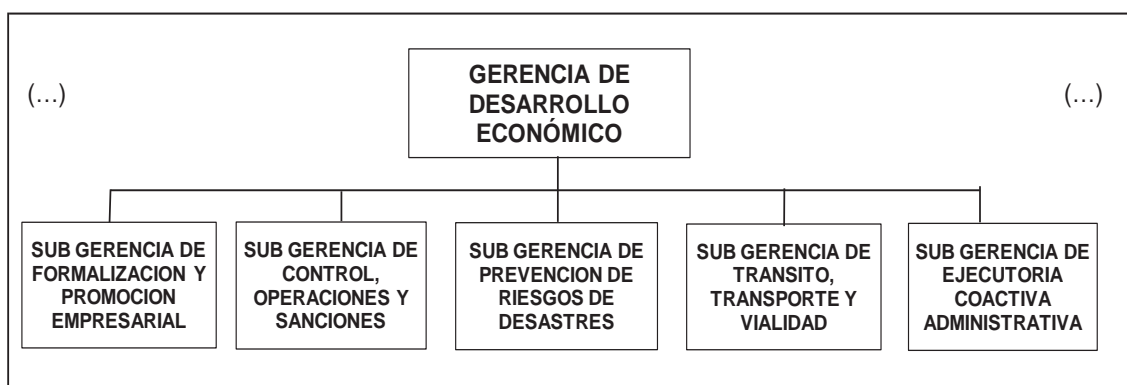 GERENCIA DE
DESARROLLO
ECONÓMICO
(…)
(…)
SUB GERENCIA DE
FORMALIZACION Y
PROMOCION
EMPRESARIAL
SUB GERENCIA DE
CONTROL,
OPERACIONES Y
SANCIONES
SUB GERENCIA DE
PREVENCION DE
RIESGOS DE
DESASTRES
SUB GERENCIA DE
TRANSITO,
TRANSPORTE Y
VIALIDAD
SUB GERENCIA DE
EJECUTORIA
COACTIVA
ADMINISTRATIVA